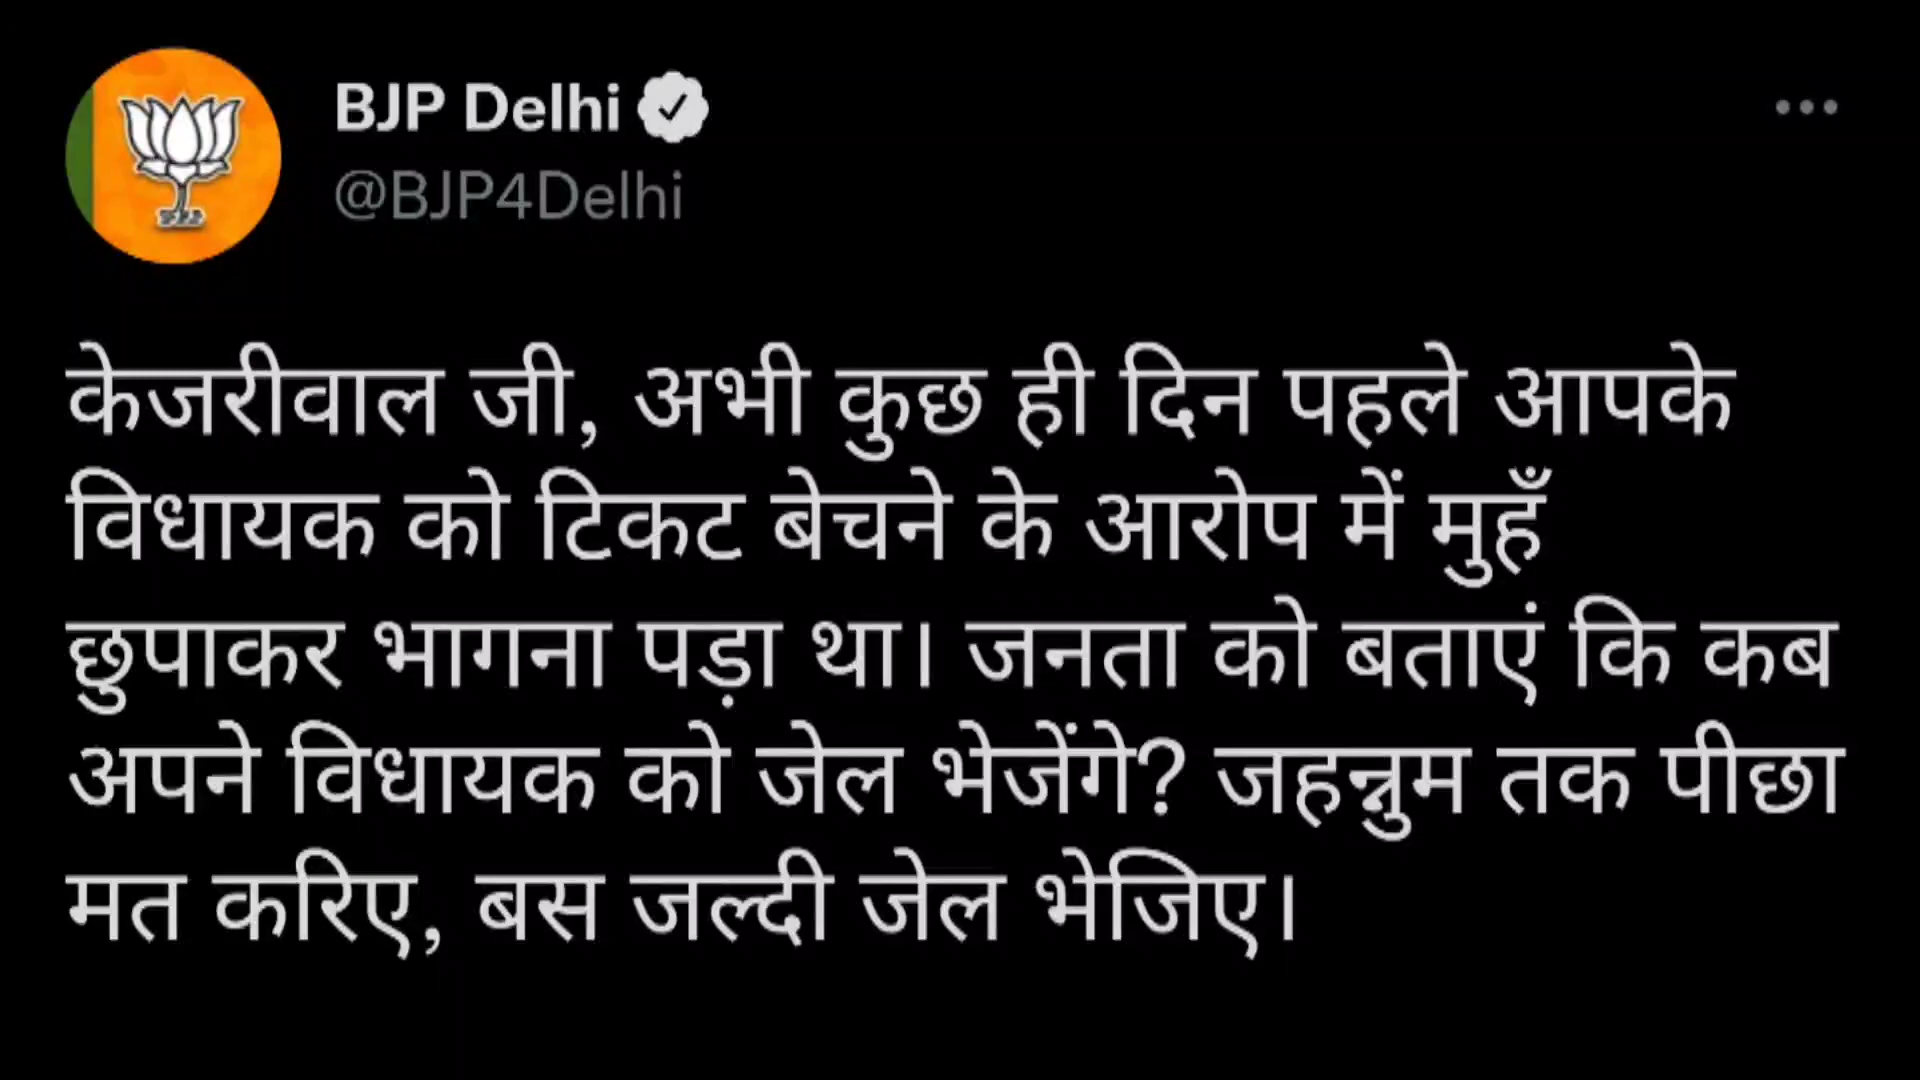 BJP Delhi
@BJP4Delhi
केजरीवाल जी, अभी कुछ ही दिन पहले आपके
विधायक को टिकट बेचने के आरोप में मुहँ
छुपाकर भागना पड़ा था। जनता को बताएं कि कब
अपने विधायक को जेल भेजेंगे? जहन्नुम तक पीछा
मत करिए, बस जल्दी जेल भेजिए।